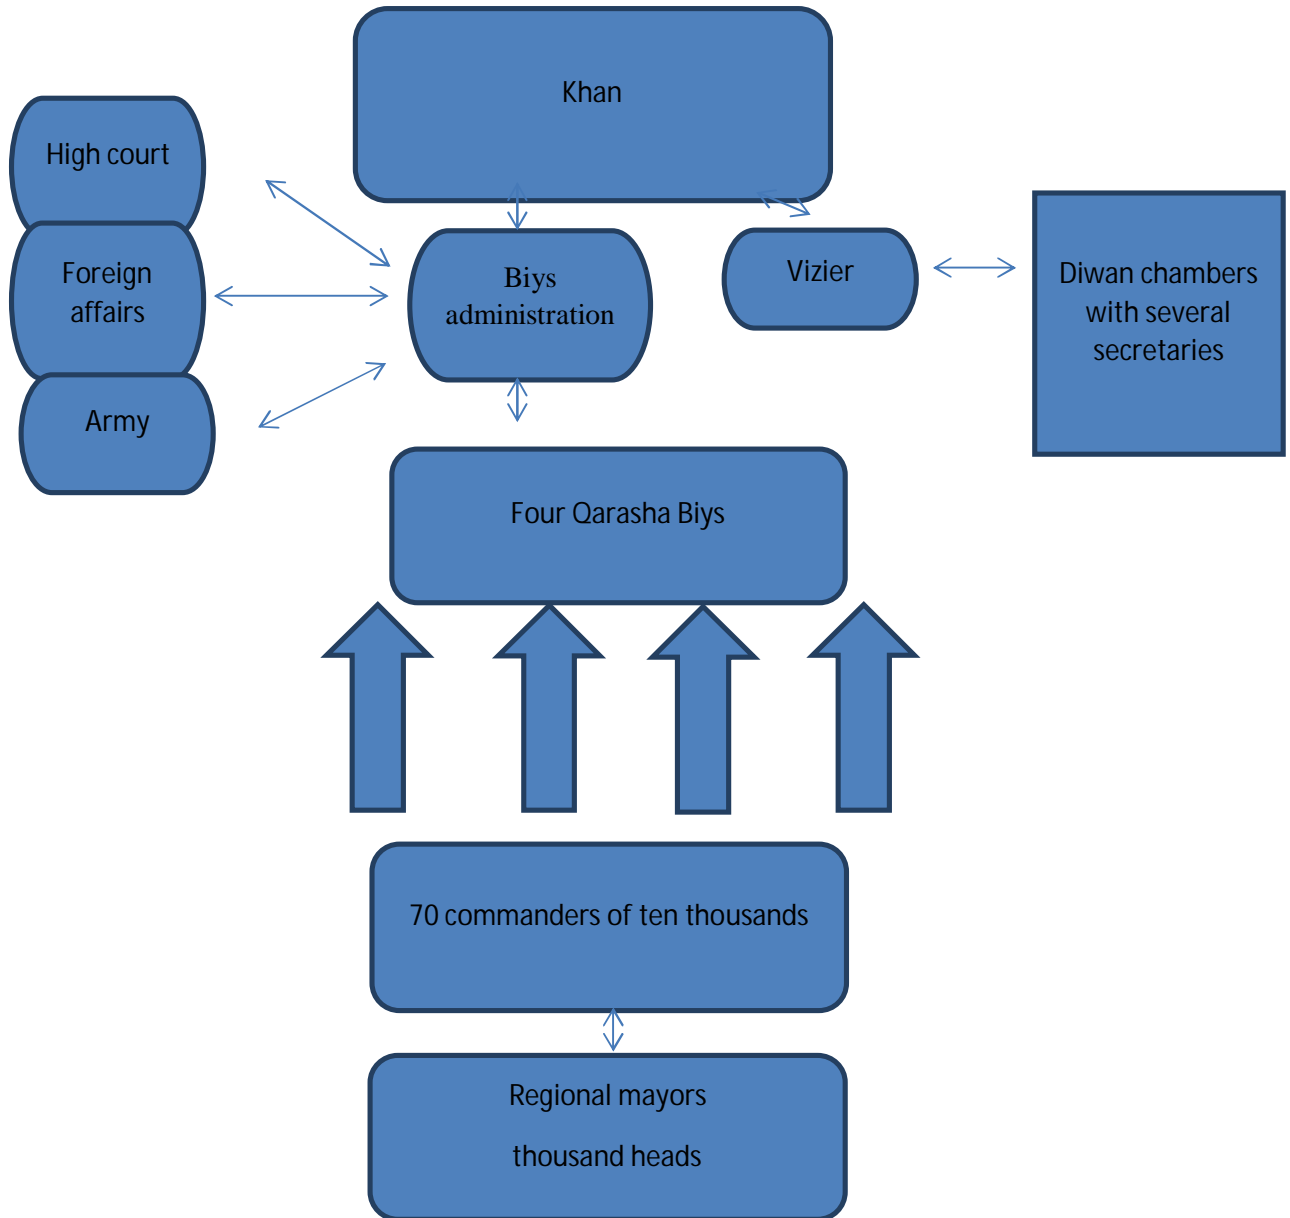 Khan
High court
Foreign
affairs
Army
Biys
administration
Vizier
Diwan chambers
with several
secretaries
Four Qarasha Biys
70 commanders of ten thousands
Regional mayors
thousand heads